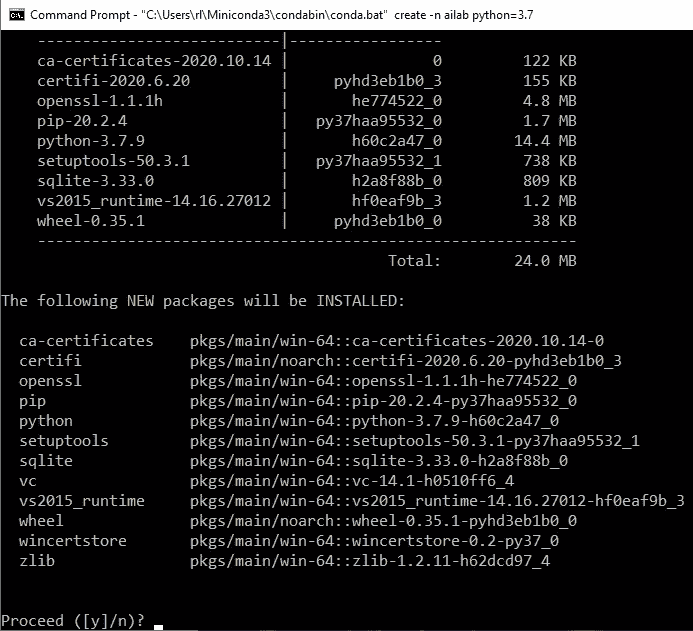 Command Prompt - "C:\Users\rl\Miniconda3\condabin\conda.bat" create -n ailab python=3.7
---------------------------|-----------------
ca-certificates-2020.10.14 | 0 122 KB
certifi-2020.6.20 | pyhd3eb1b0_3 155 KB
openssl-1.1.1h | he774522_0 4.8 MB
pip-20.2.4 | py37haa95532_0 1.7 MB
python-3.7.9 | h60c2a47_0 14.4 MB
setuptools-50.3.1 | py37haa95532_1 738 KB
sqlite-3.33.0 | h2a8f88b_0 809 KB
vs2015_runtime-14.16.27012 | hf0eaf9b_3 1.2 MB
wheel-0.35.1 | pyhd3eb1b0_0 38 KB
------------------------------------------------------------
Total: 24.0 MB
The following NEW packages will be INSTALLED:
ca-certificates pkgs/main/win-64::ca-certificates-2020.10.14-0
certifi pkgs/main/noarch::certifi-2020.6.20-pyhd3eb1b0_3
openssl pkgs/main/win-64::openssl-1.1.1h-he774522_0
pip pkgs/main/win-64::pip-20.2.4-py37haa95532_0
python pkgs/main/win-64::python-3.7.9-h60c2a47_0
setuptools pkgs/main/win-64::setuptools-50.3.1-py37haa95532_1
sqlite pkgs/main/win-64::sqlite-3.33.0-h2a8f88b_0
vc pkgs/main/win-64::vc-14.1-h0510ff6_4
vs2015_runtime pkgs/main/win-64::vs2015_runtime-14.16.27012-hf0eaf9b_3
wheel pkgs/main/noarch::wheel-0.35.1-pyhd3eb1b0_0
wincertstore pkgs/main/win-64::wincertstore-0.2-py37_0
zlib pkgs/main/win-64::zlib-1.2.11-h62dcd97_4
Proceed ([y]/n)? _